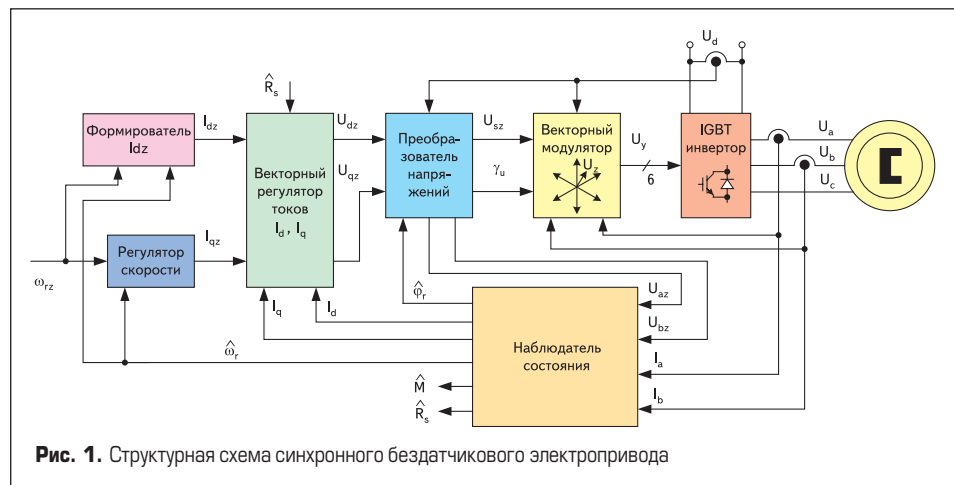 U_d
R̂_s
Формирователь
Idz
I_dz
Векторный
регулятор
токов
I_d , I_q
U_dz
U_qz
Преобра-
зователь
напря-
жений
U_sz
γ_u
Векторный
модулятор
U_z
U_y
6
IGBT
инвертор
U_a
U_b
U_c
Регулятор
скорости
I_qz
ω_rz
I_q
I_d
φ̂_r
U_az
U_bz
I_a
I_b
ω̂_r
Наблюдатель
состояния
M̂
R̂_s
Рис. 1. Структурная схема синхронного бездатчикового электропривода